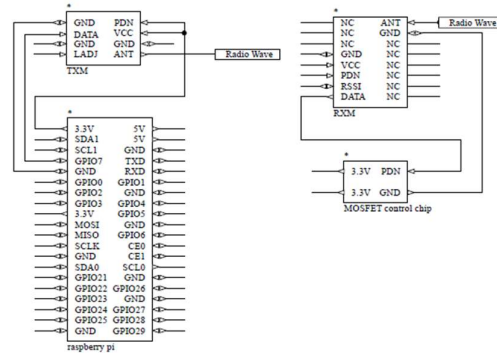 *
GND PDN
DATA VCC
GND GND
LADJ ANT
TXM
Radio Wave
*
3.3V 5V
SDA1 5V
SCL1 GND
GPIO7 TXD
GND RXD
GPIO0 GPIO1
GPIO2 GND
GPIO3 GPIO4
3.3V GPIO5
MOSI GND
MISO GPIO6
SCLK CE0
GND CE1
SDA0 SCL0
GPIO21 GND
GPIO22 GPIO26
GPIO23 GND
GPIO24 GPIO27
GPIO25 GPIO28
GND GPIO29
raspberry pi
*
NC ANT
NC GND
NC NC
GND NC
VCC NC
PDN NC
RSSI NC
DATA NC
RXM
Radio Wave
*
3.3V PDN
3.3V GND
MOSFET control chip